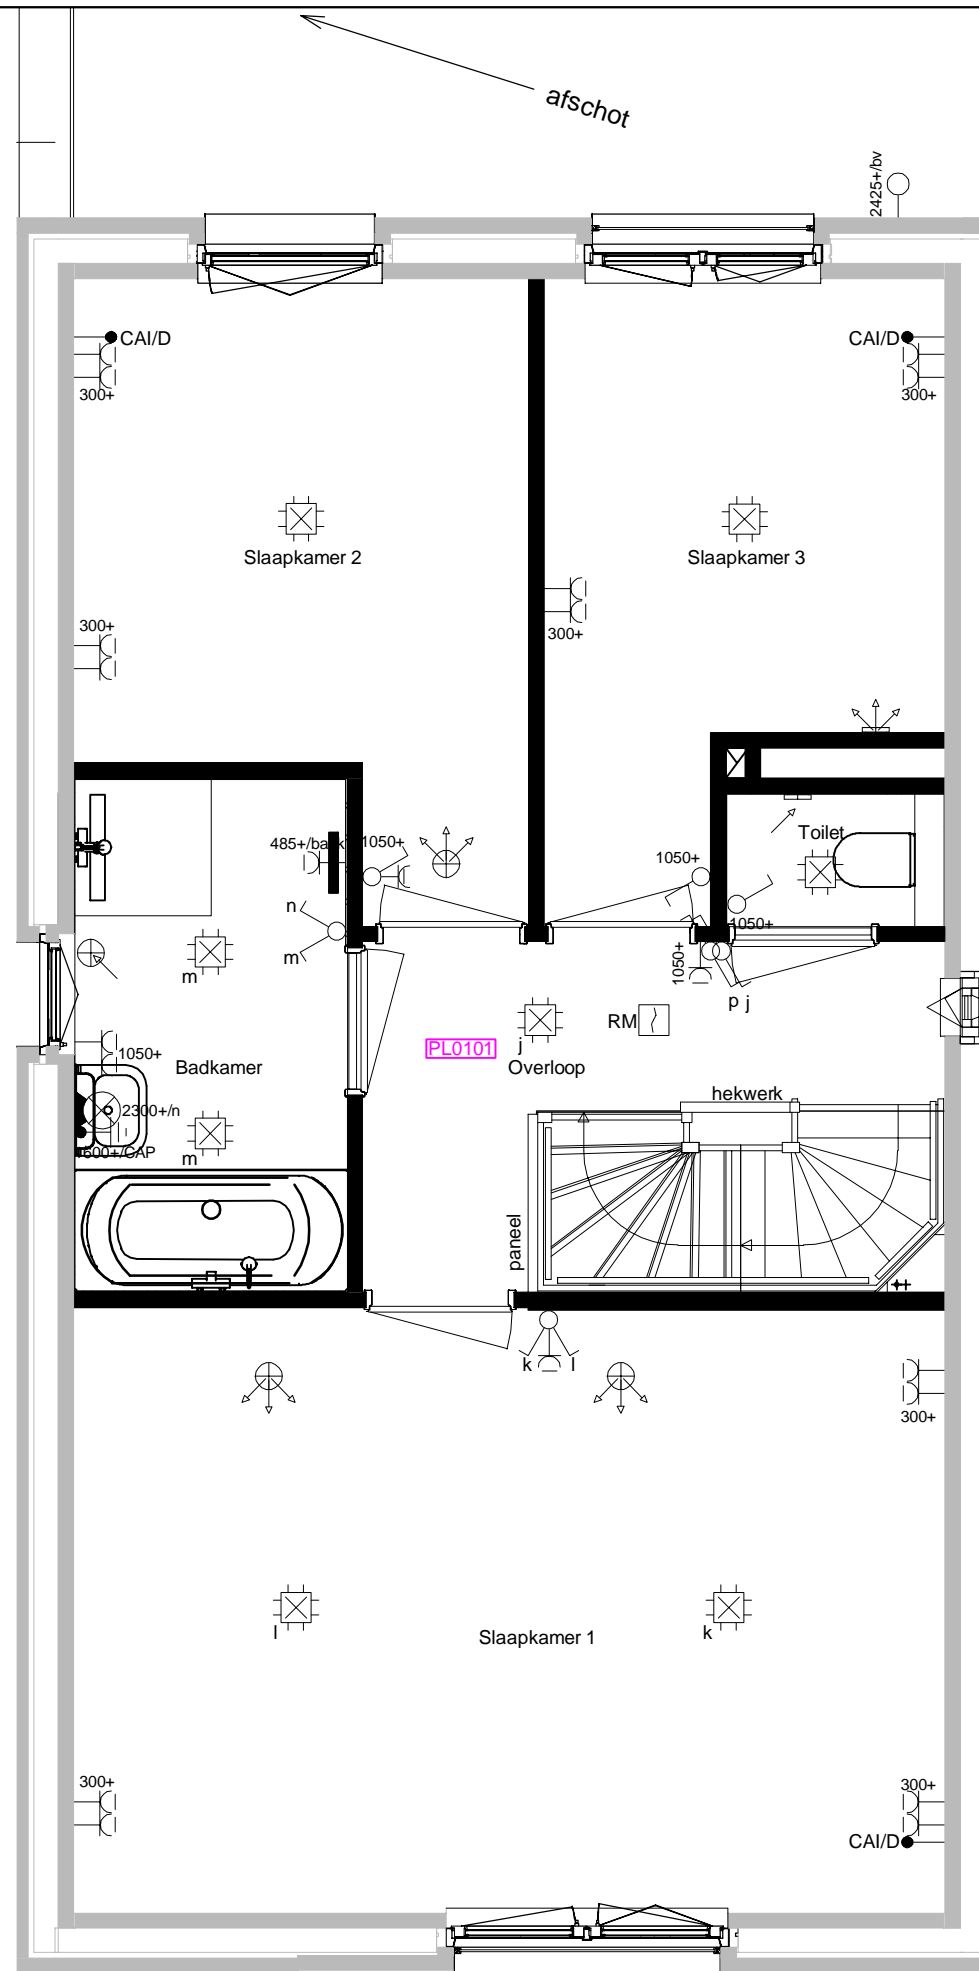 afschot
2425+/bv
CAI/D
300+
CAI/D
300+
Slaapkamer 2
Slaapkamer 3
300+
300+
Toilet
485+/bad
1050+
1050+
1050+
1050+
n
m
m
p j
RM
j
PL0101
Overloop
1050+
Badkamer
hekwerk
2300+/n
m
600+/CAP
paneel
k
l
300+
l
Slaapkamer 1
k
300+
300+
CAI/D